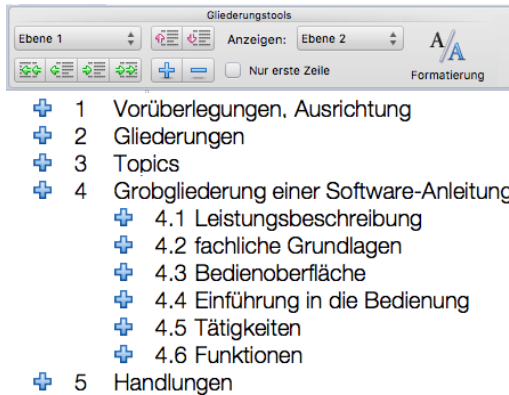 Gliederungstools
Ebene 1 Anzeigen: Ebene 2
Nur erste Zeile Formatierung
1 Vorüberlegungen, Ausrichtung
2 Gliederungen
3 Topics
4 Grobgliederung einer Software-Anleitung
4.1 Leistungsbeschreibung
4.2 fachliche Grundlagen
4.3 Bedienoberfläche
4.4 Einführung in die Bedienung
4.5 Tätigkeiten
4.6 Funktionen
5 Handlungen